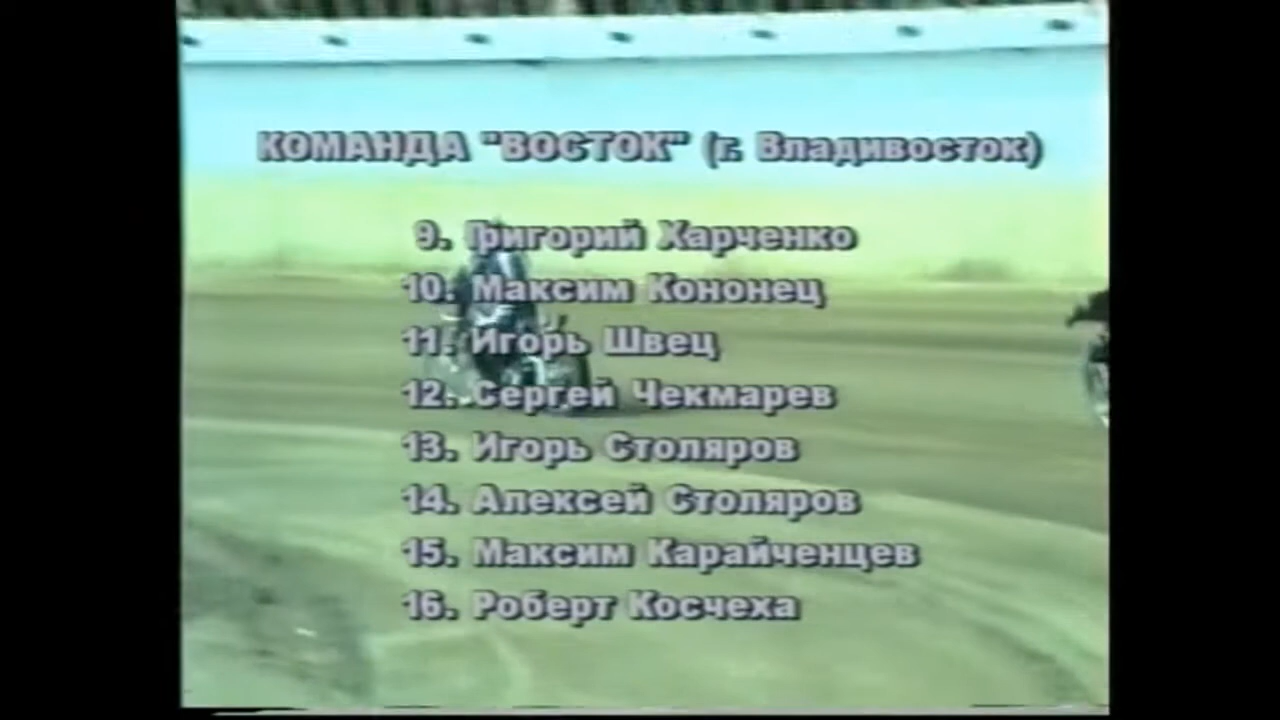 КОМАНДА "ВОСТОК" (г. Владивосток)
9. Григорий Харченко
10. Максим Кононец
11. Игорь Швец
12. Сергей Чекмарев
13. Игорь Столяров
14. Алексей Столяров
15. Максим Карайченцев
16. Роберт Косчеха